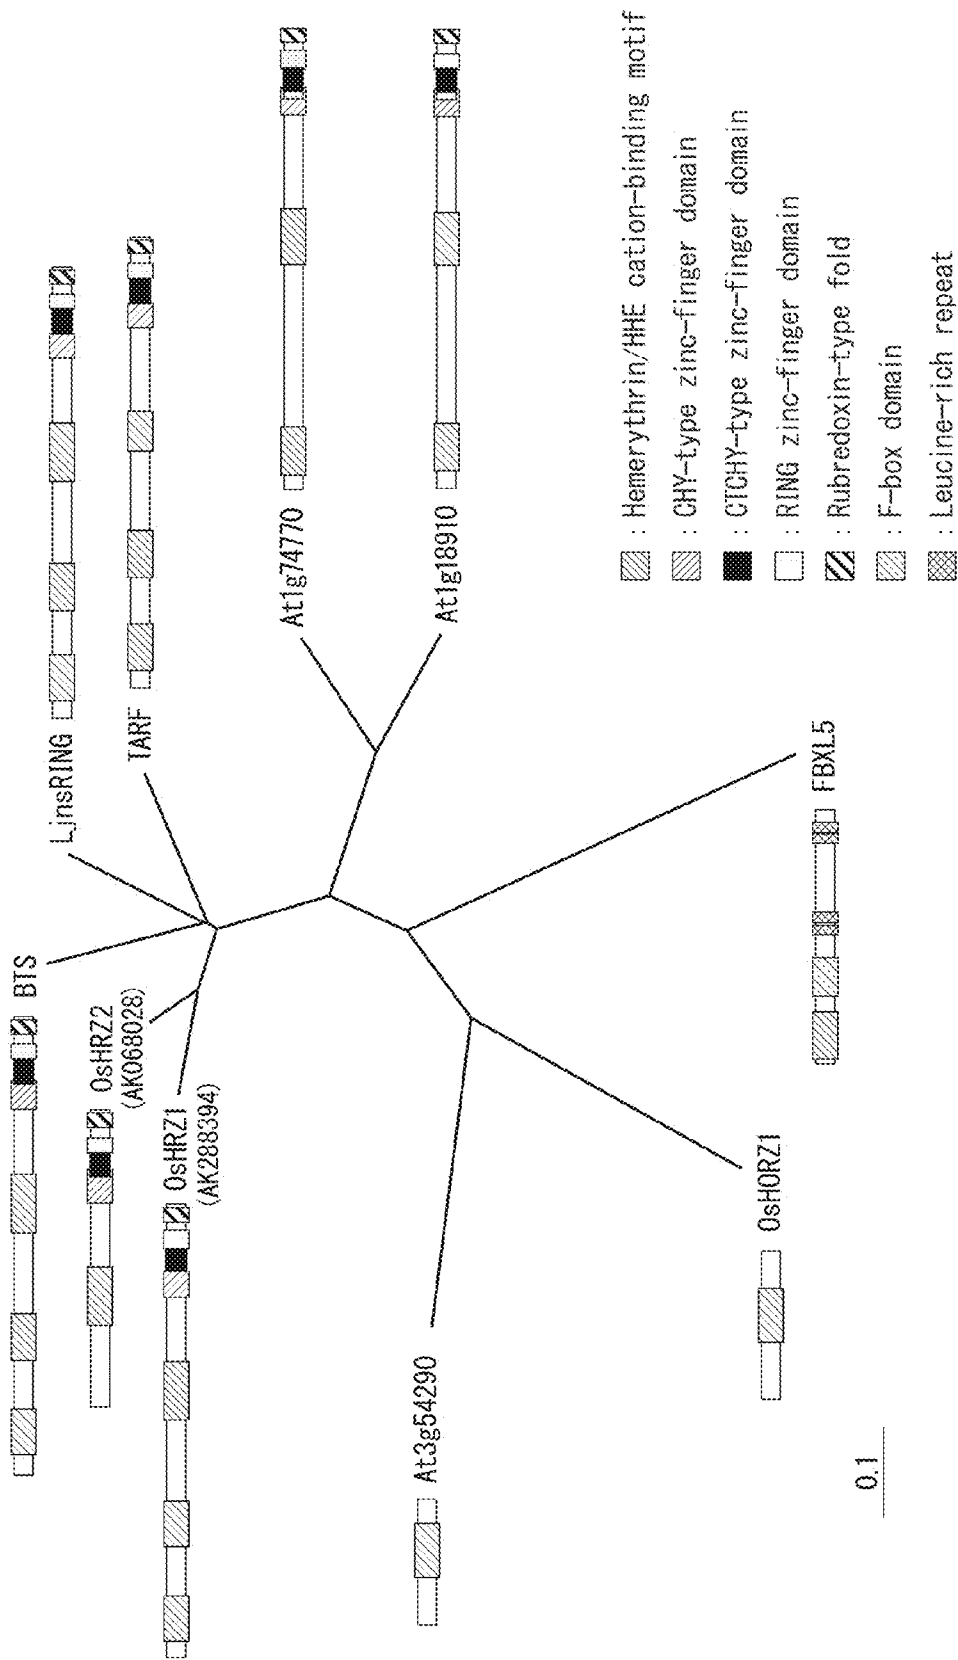 BTS
OsHRZ2
(AK068028)
OsHRZ1
(AK288394)
LjnsRING
TARF
At1g74770
At1g18910
At3g54290
OsHORZ1
FBXL5
0.1
: Hemerythrin/HHE cation-binding motif
: CHY-type zinc-finger domain
: CTCHY-type zinc-finger domain
: RING zinc-finger domain
: Rubredoxin-type fold
: F-box domain
: Leucine-rich repeat